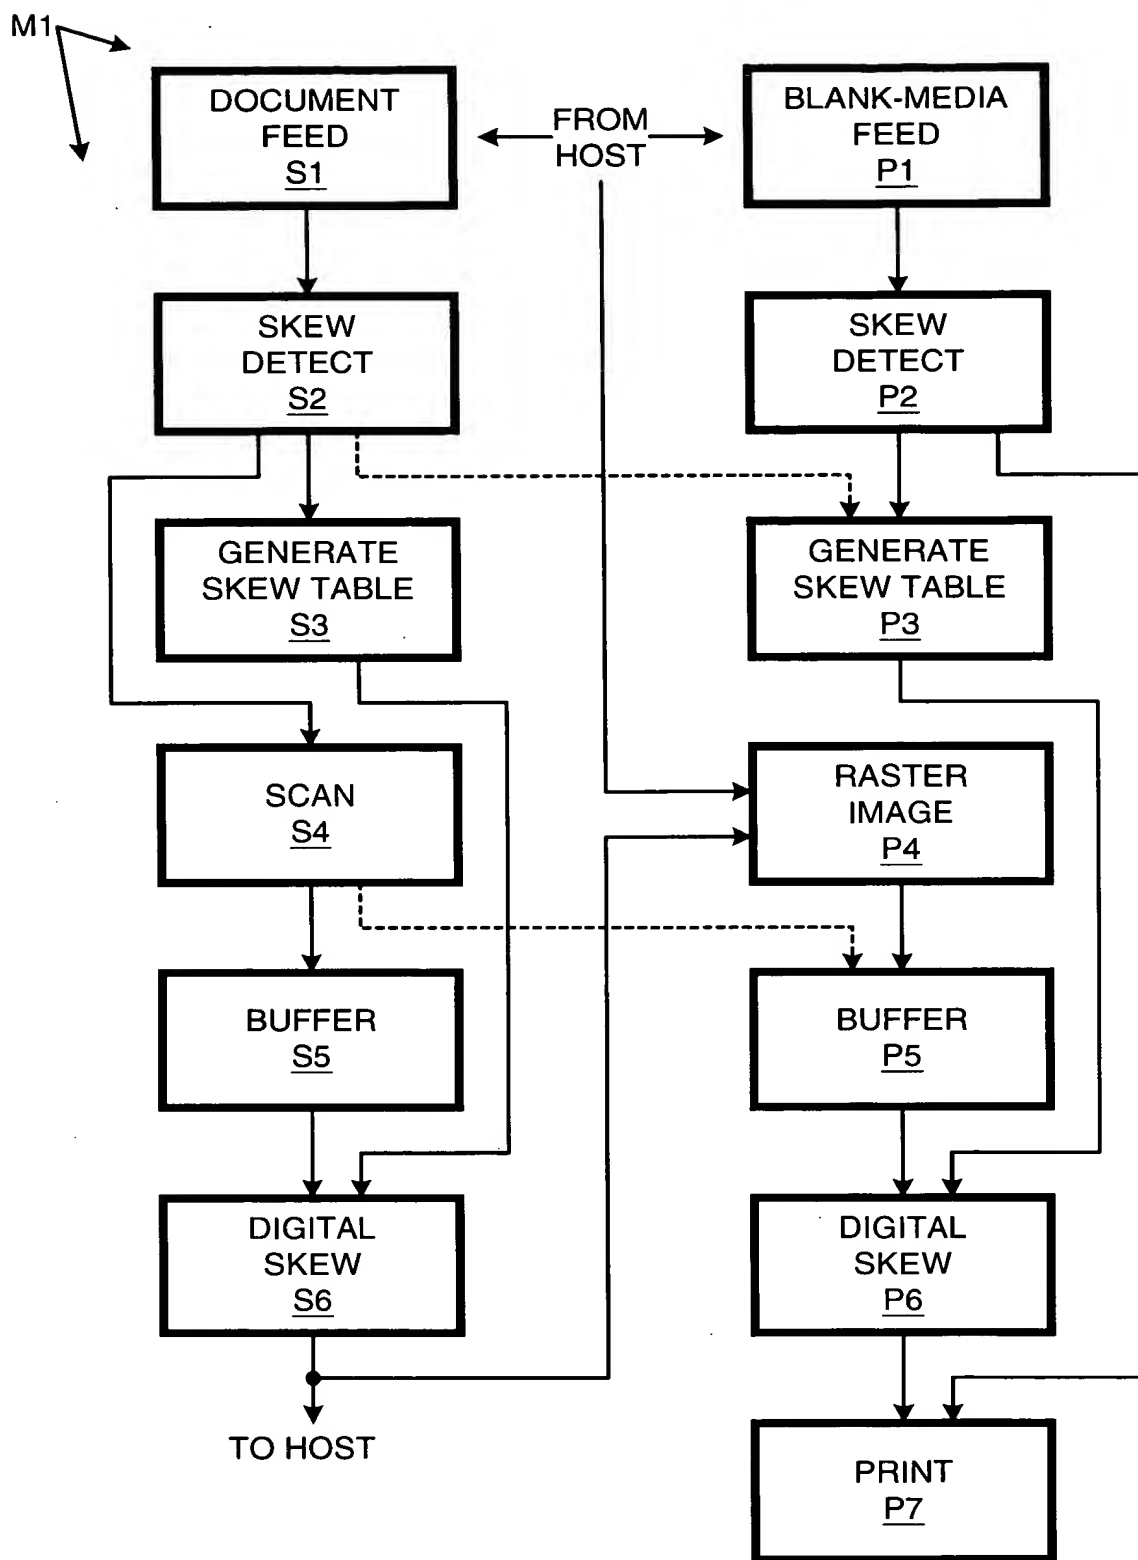 M1
DOCUMENT
FEED
S1
FROM
HOST
BLANK-MEDIA
FEED
P1
SKEW
DETECT
S2
SKEW
DETECT
P2
GENERATE
SKEW TABLE
S3
GENERATE
SKEW TABLE
P3
SCAN
S4
RASTER
IMAGE
P4
BUFFER
S5
BUFFER
P5
DIGITAL
SKEW
S6
DIGITAL
SKEW
P6
TO HOST
PRINT
P7